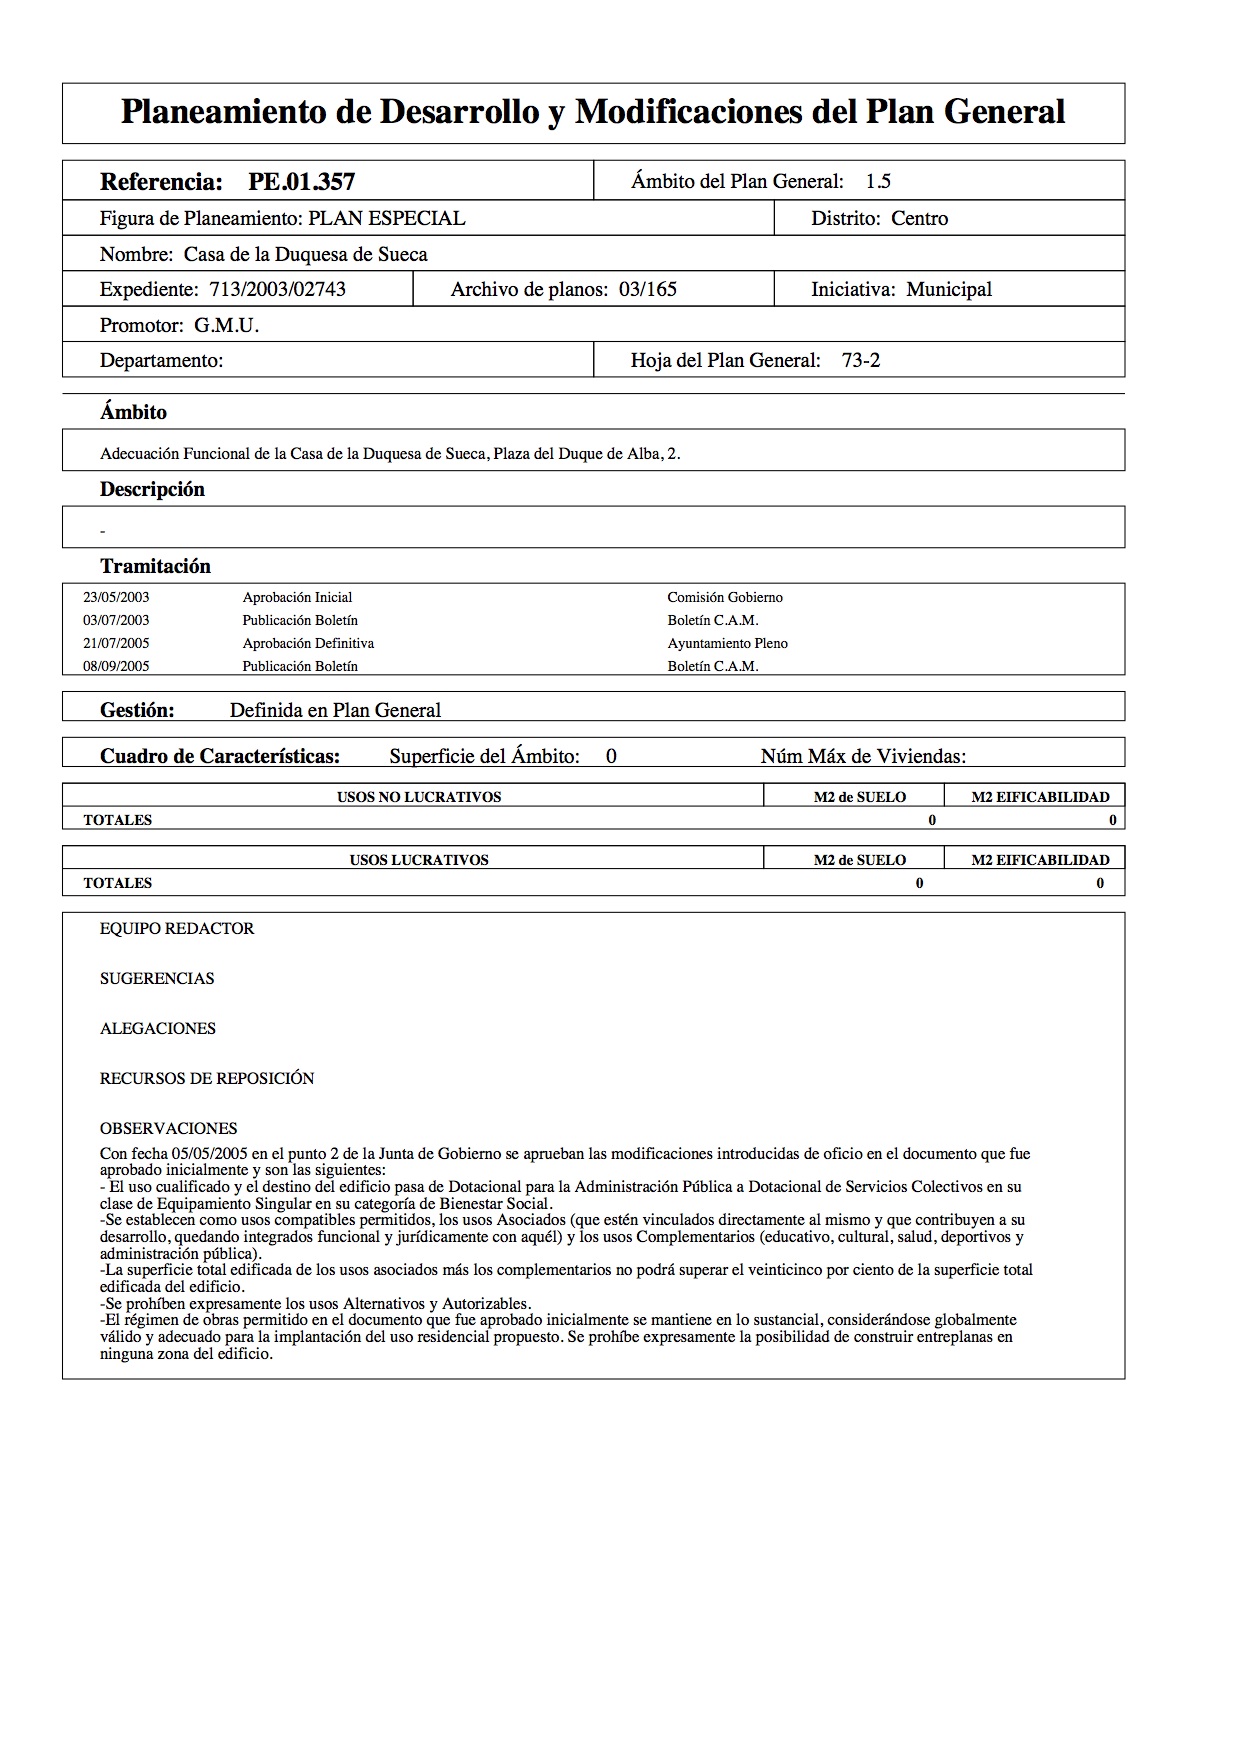 Planeamiento de Desarrollo y Modificaciones del Plan General
Referencia: PE.01.357 Ámbito del Plan General: 1.5
Figura de Planeamiento: PLAN ESPECIAL Distrito: Centro
Nombre: Casa de la Duquesa de Sueca
Expediente: 713/2003/02743 Archivo de planos: 03/165 Iniciativa: Municipal
Promotor: G.M.U.
Departamento: Hoja del Plan General: 73-2
Ámbito
Adecuación Funcional de la Casa de la Duquesa de Sueca, Plaza del Duque de Alba, 2.
Descripción
-
Tramitación
23/05/2003 Aprobación Inicial Comisión Gobierno
03/07/2003 Publicación Boletín Boletín C.A.M.
21/07/2005 Aprobación Definitiva Ayuntamiento Pleno
08/09/2005 Publicación Boletín Boletín C.A.M.
Gestión: Definida en Plan General
Cuadro de Características: Superficie del Ámbito: 0 Núm Máx de Viviendas:
USOS NO LUCRATIVOS M2 de SUELO M2 EIFICABILIDAD
TOTALES 0 0
USOS LUCRATIVOS M2 de SUELO M2 EIFICABILIDAD
TOTALES 0 0
EQUIPO REDACTOR
SUGERENCIAS
ALEGACIONES
RECURSOS DE REPOSICIÓN
OBSERVACIONES
Con fecha 05/05/2005 en el punto 2 de la Junta de Gobierno se aprueban las modificaciones introducidas de oficio en el documento que fue
aprobado inicialmente y son las siguientes:
- El uso cualificado y el destino del edificio pasa de Dotacional para la Administración Pública a Dotacional de Servicios Colectivos en su
clase de Equipamiento Singular en su categoría de Bienestar Social.
-Se establecen como usos compatibles permitidos, los usos Asociados (que estén vinculados directamente al mismo y que contribuyen a su
desarrollo, quedando integrados funcional y jurídicamente con aquél) y los usos Complementarios (educativo, cultural, salud, deportivos y
administración pública).
-La superficie total edificada de los usos asociados más los complementarios no podrá superar el veinticinco por ciento de la superficie total
edificada del edificio.
-Se prohíben expresamente los usos Alternativos y Autorizables.
-El régimen de obras permitido en el documento que fue aprobado inicialmente se mantiene en lo sustancial, considerándose globalmente
válido y adecuado para la implantación del uso residencial propuesto. Se prohíbe expresamente la posibilidad de construir entreplanas en
ninguna zona del edificio.